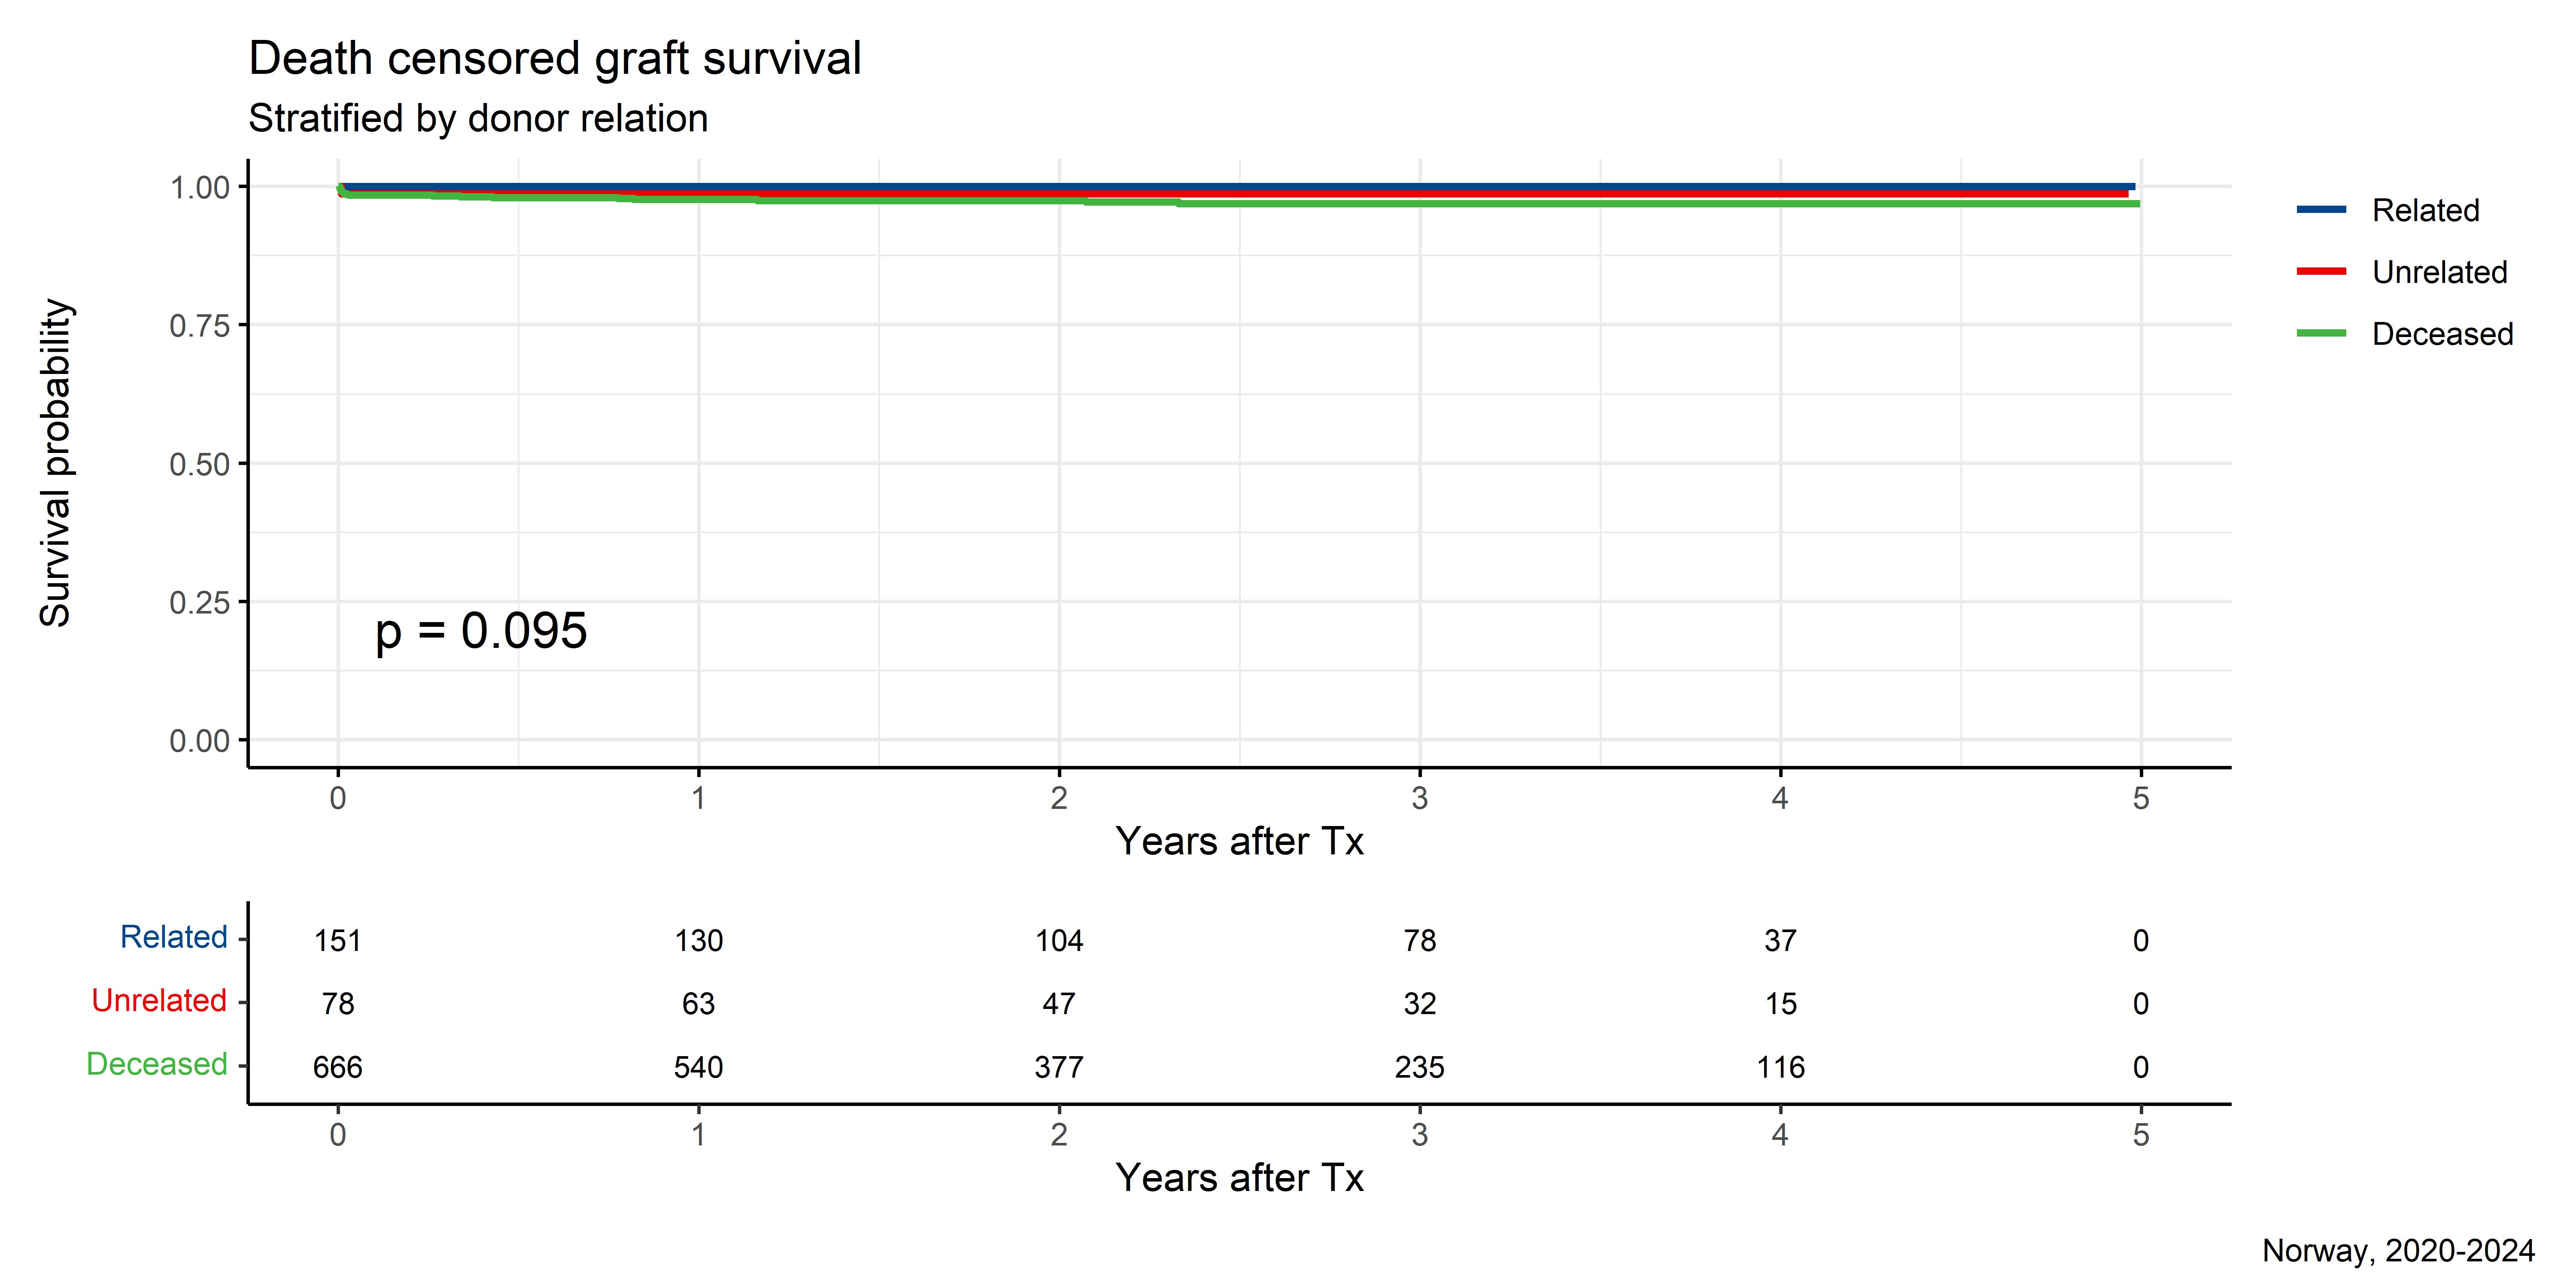 Death censored graft survival
Stratified by donor relation
Survival probability
1.00
0.75
0.50
0.25
0.00
p = 0.095
0 1 2 3 4 5
Years after Tx
Related
Unrelated
Deceased
Related 151 130 104 78 37 0
Unrelated 78 63 47 32 15 0
Deceased 666 540 377 235 116 0
0 1 2 3 4 5
Years after Tx
Norway, 2020-2024